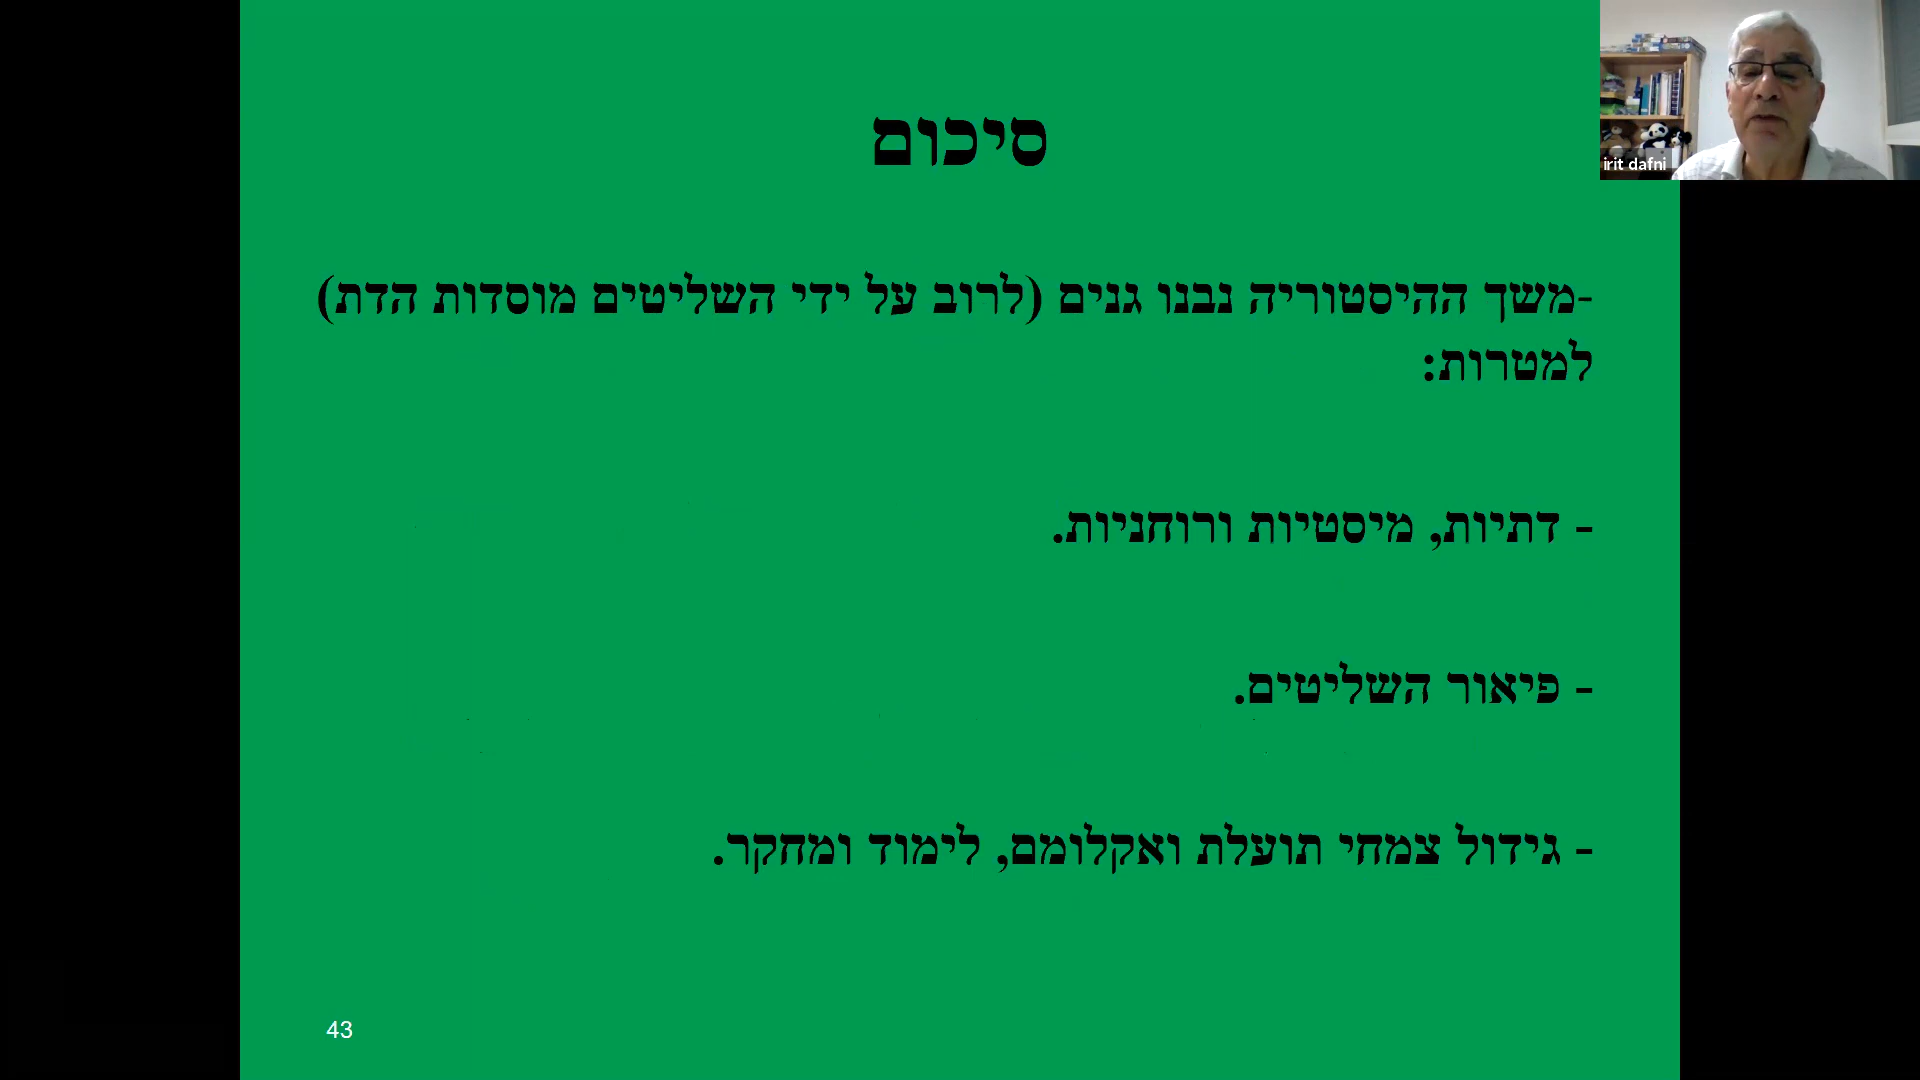 סיכום
-משך ההיסטוריה נבנו גנים (לרוב על ידי השליטים מוסדות הדת)
למטרות:
- דתיות, מיסטיות ורוחניות.
- פיאור השליטים.
- גידול צמחי תועלת ואקלומם, לימוד ומחקר.
43
irit dafni